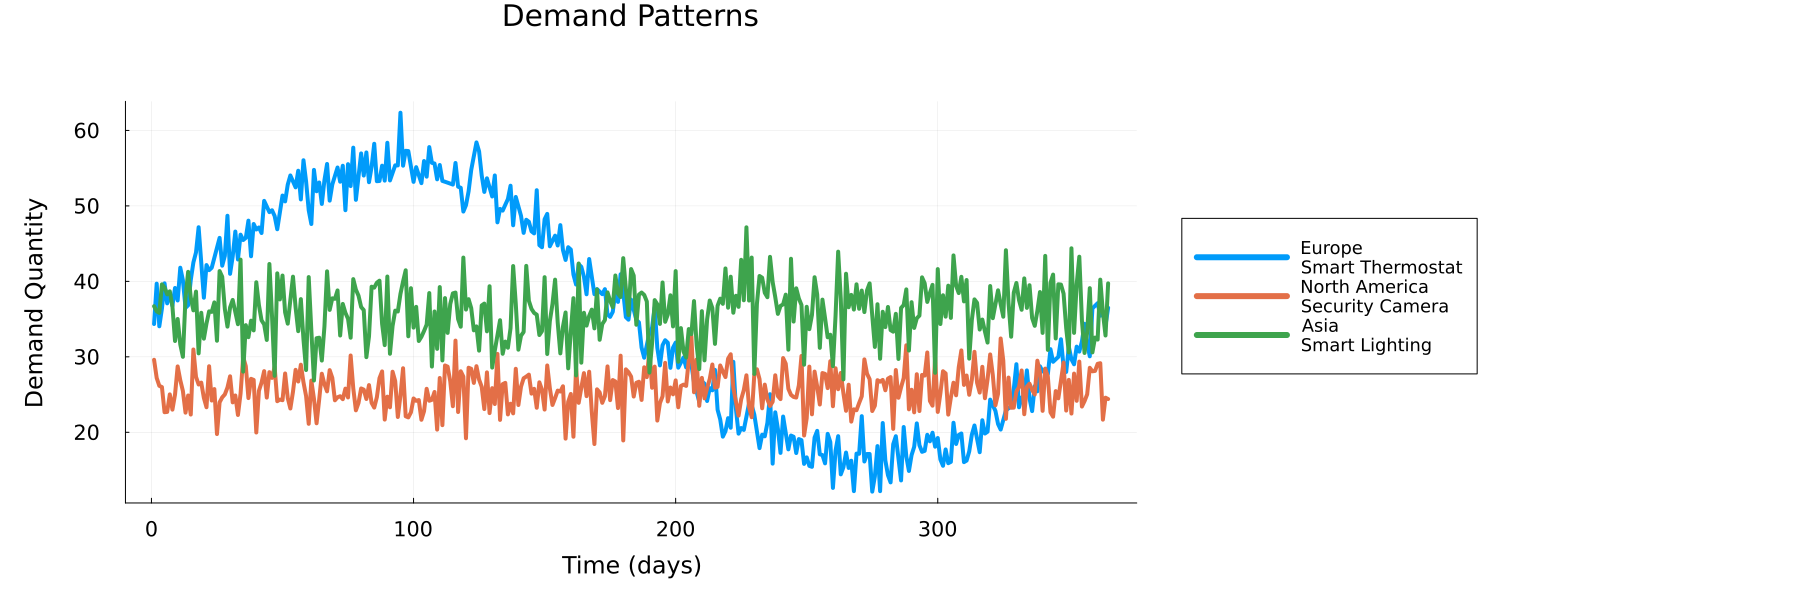 Demand Patterns
Demand Quantity
60
50
40
30
20
0
100
200
300
Time (days)
Europe
Smart Thermostat
North America
Security Camera
Asia
Smart Lighting